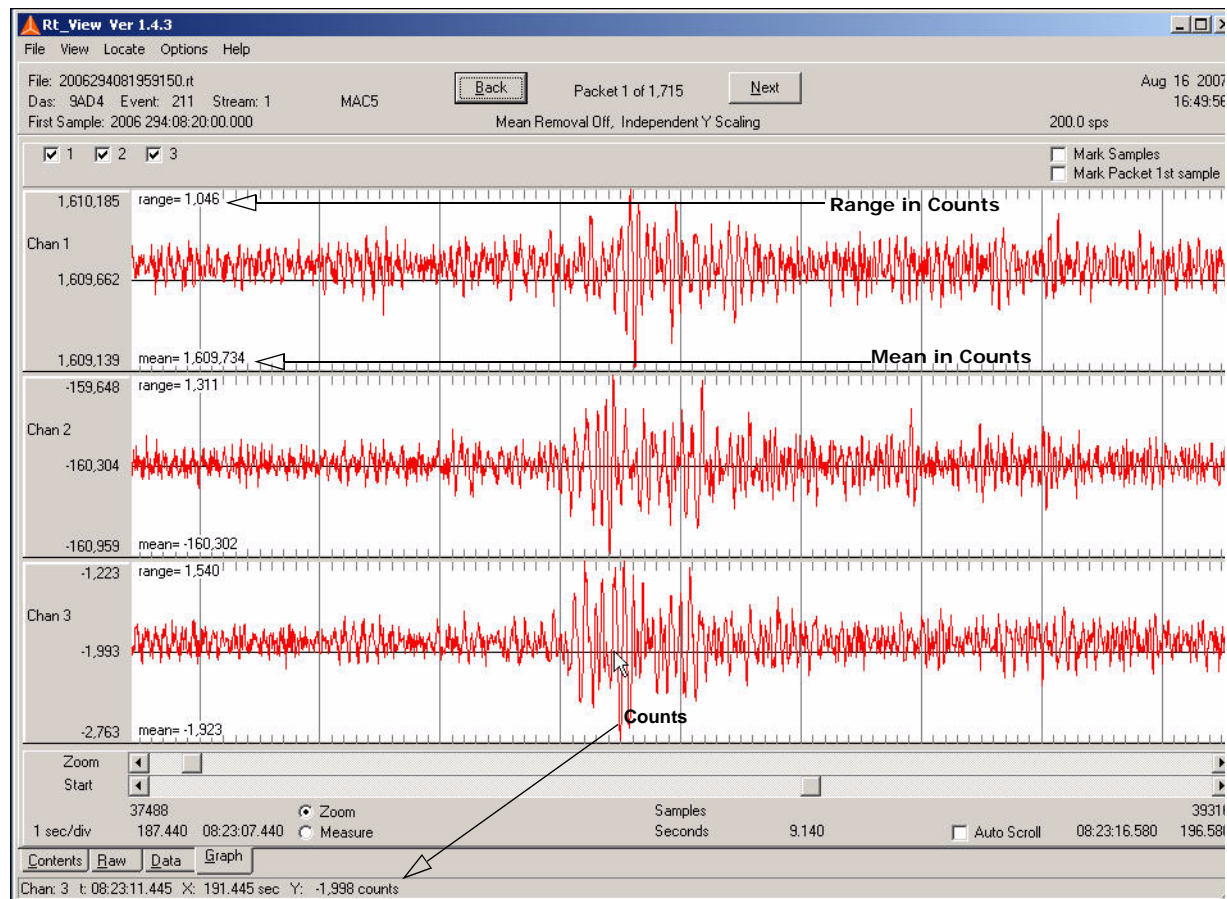 Rt_View Ver 1.4.3
File View Locate Options Help
File: 2006294081959150.rt
Das: 9AD4 Event: 211 Stream: 1 MAC5
First Sample: 2006 294:08:20:00.000
Back Packet 1 of 1,715 Next
Mean Removal Off, Independent Y Scaling
Aug 16 2007
16:49:56
200.0 sps
1 2 3
Mark Samples
Mark Packet 1st sample
1,610,185 range= 1,046
Range in Counts
Chan 1
1,609,662
1,609,139 mean= 1,609,734
Mean in Counts
-159,648 range= 1,311
Chan 2
-160,304
-160,959 mean= -160,302
-1,223 range= 1,540
Chan 3
-1,993
Counts
-2,763 mean= -1,923
Zoom
Start
37488 Zoom Samples 39316
1 sec/div 187.440 08:23:07.440 Measure Seconds 9.140 Auto Scroll 08:23:16.580 196.580
Contents Raw Data Graph
Chan: 3 t: 08:23:11.445 X: 191.445 sec Y: -1,998 counts